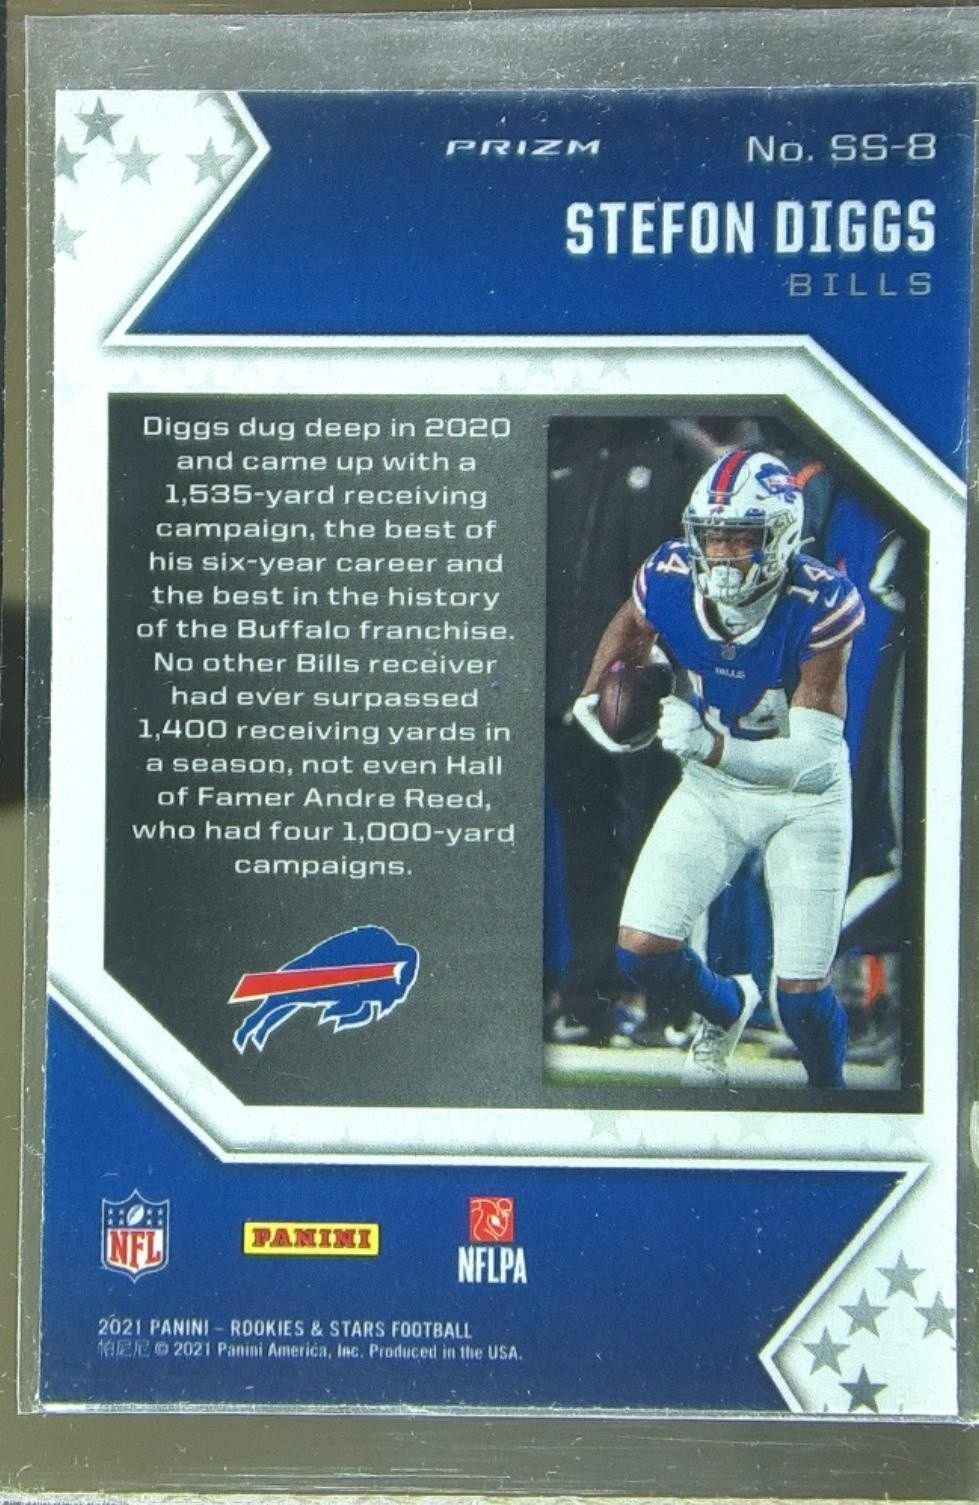 PRIZM
No. SS-8
STEFON DIGGS
BILLS
Diggs dug deep in 2020
and came up with a
1,535-yard receiving
campaign, the best of
his six-year career and
the best in the history
of the Buffalo franchise.
No other Bills receiver
had ever surpassed
1,400 receiving yards in
a season, not even Hall
of Famer Andre Reed,
who had four 1,000-yard
campaigns.
14
14
BILLS
14
NFL
PANINI
NFLPA
2021 PANINI – ROOKIES & STARS FOOTBALL
帕尼尼 © 2021 Panini America, Inc. Produced in the USA.